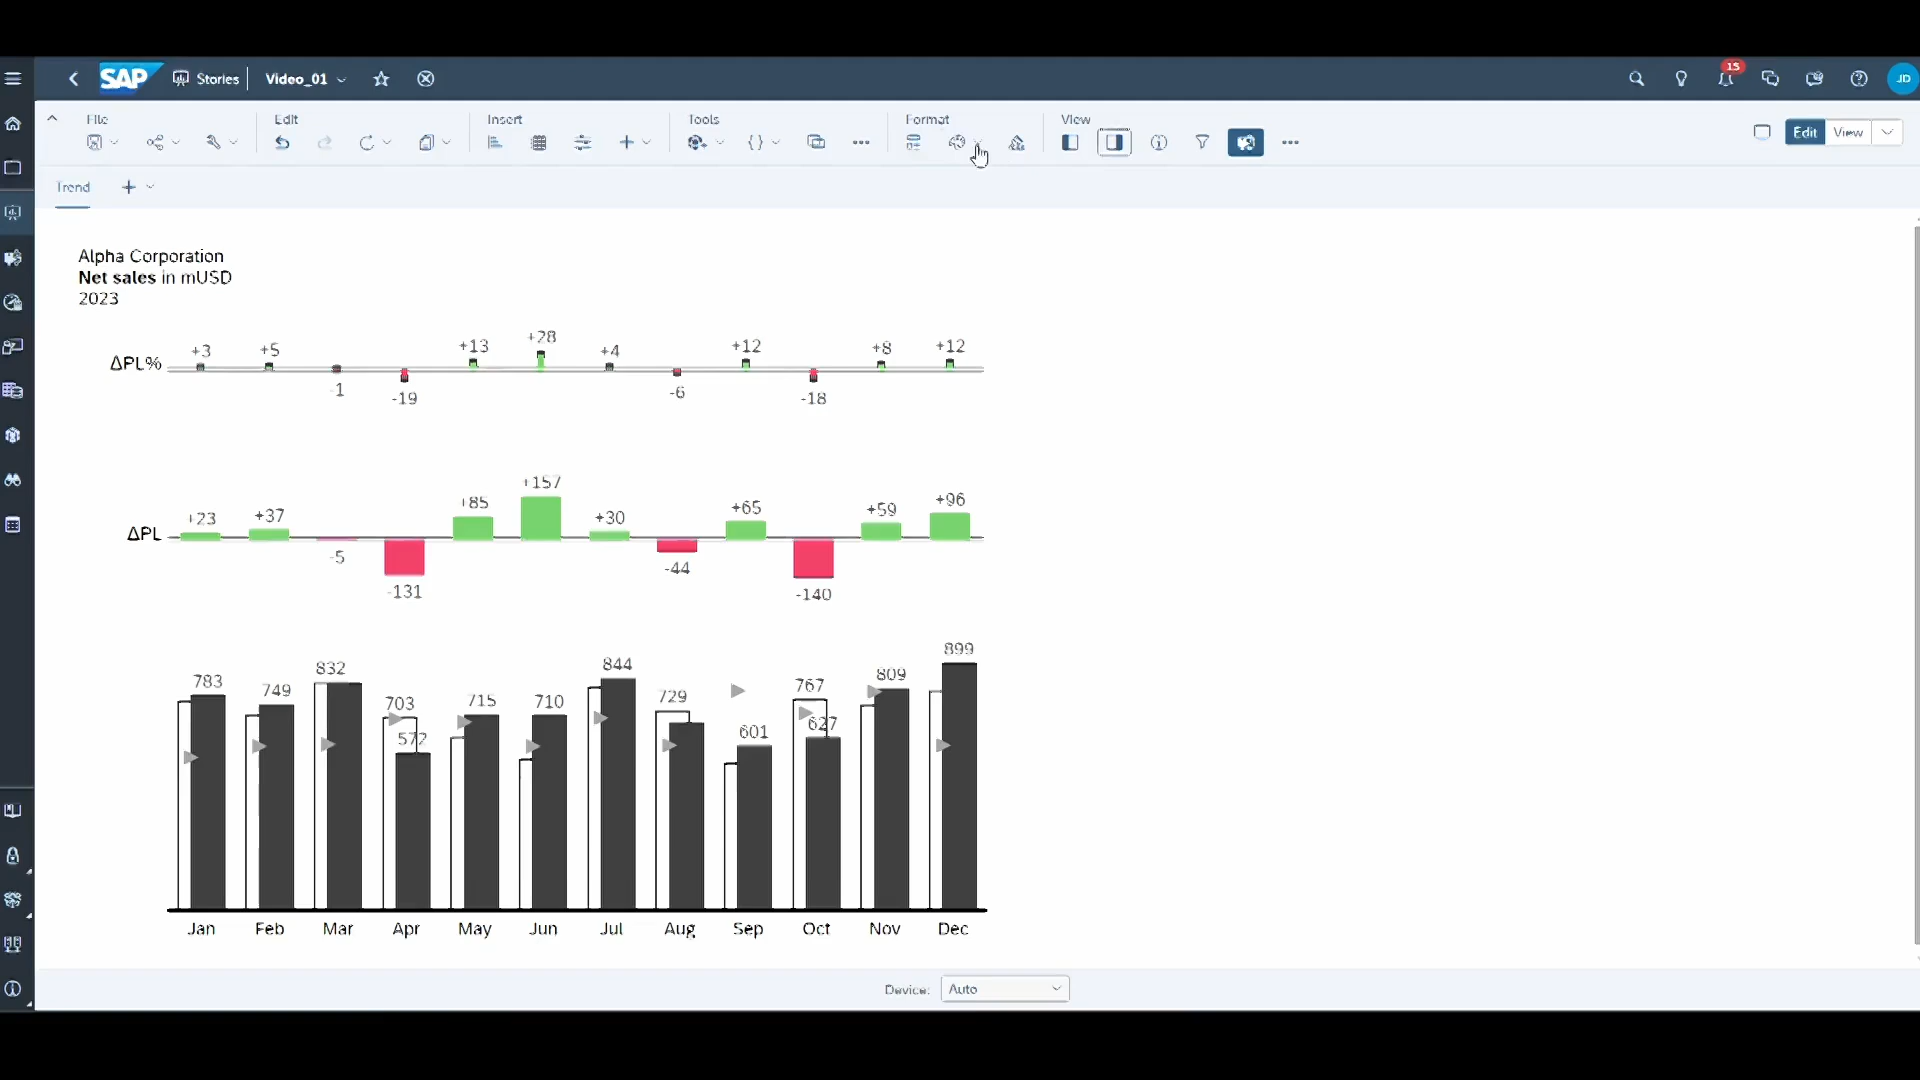 SAP Stories Video_01 15 JD
File Edit Insert Tools Format View
Edit View
Trend
Alpha Corporation
Net sales in mUSD
2023
ΔPL% +3 +5 -1 -19 +13 +28 +4 -6 +12 -18 +8 +12
ΔPL +23 +37 -5 -131 +85 +157 +30 -44 +65 -140 +59 +96
783 749 832 703 572 715 710 844 729 601 767 627 809 899
Jan Feb Mar Apr May Jun Jul Aug Sep Oct Nov Dec
Device: Auto